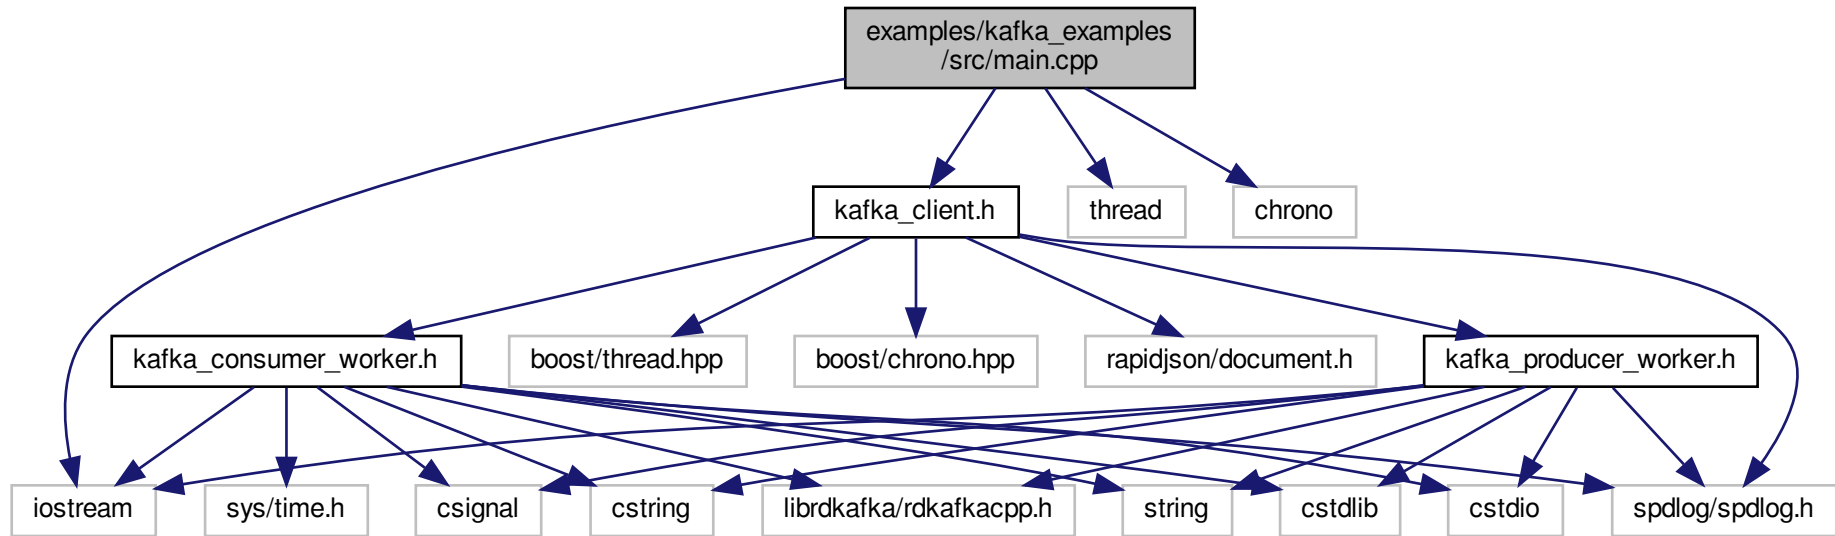 examples/kafka_examples
/src/main.cpp
kafka_client.h
thread
chrono
kafka_consumer_worker.h
boost/thread.hpp
boost/chrono.hpp
rapidjson/document.h
kafka_producer_worker.h
iostream
sys/time.h
csignal
cstring
librdkafka/rdkafkacpp.h
string
cstdlib
cstdio
spdlog/spdlog.h